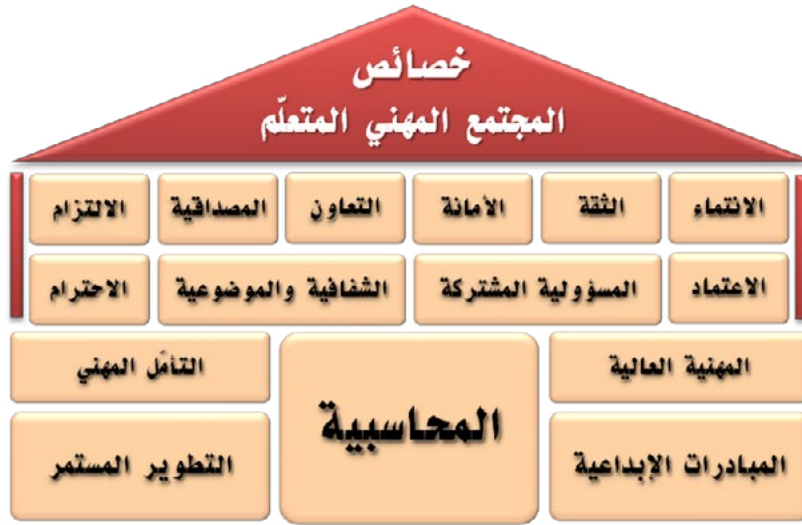 خصائص
المجتمع المهني المتعلّم
الانتماء
الثقة
الأمانة
التعاون
المصداقية
الالتزام
الاعتماد
المسؤولية المشتركة
الشفافية والموضوعية
الاحترام
المهنية العالية
المحاسبية
التأمّل المهني
المبادرات الإبداعية
التطوير المستمر